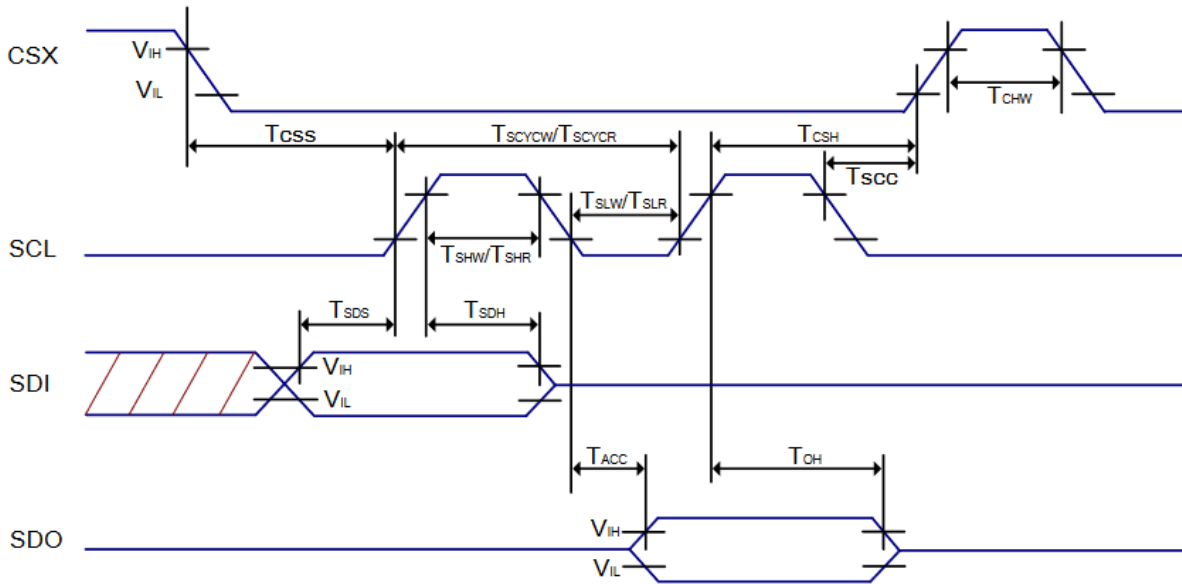 CSX
VIH
VIL
TCHW
TCSS
TSCYCW/TSCYCR
TCSH
TSCC
TSLW/TSLR
SCL
TSHW/TSHR
TSDS
TSDH
SDI
VIH
VIL
TACC
TOH
SDO
VIH
VIL